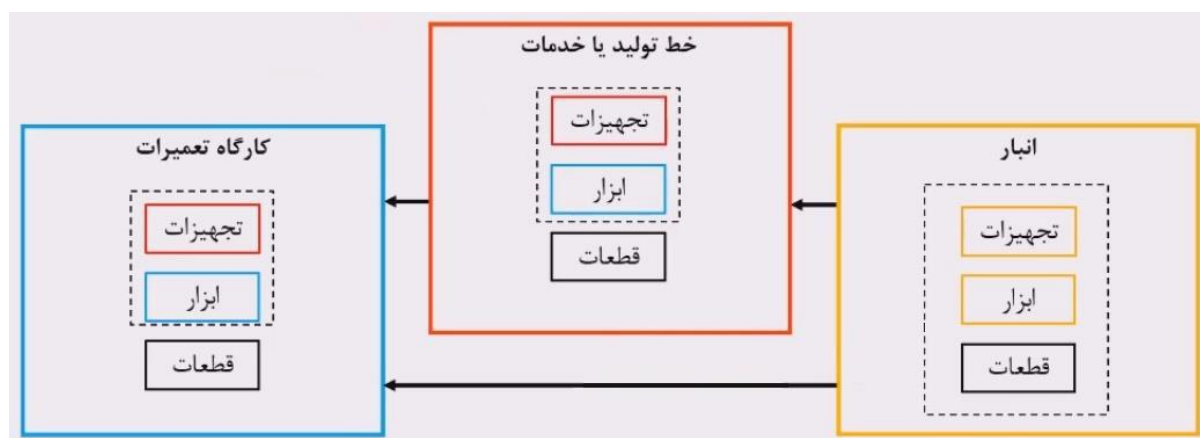 خط تولید یا خدمات
تجهیزات
ابزار
قطعات
انبار
تجهیزات
ابزار
قطعات
کارگاه تعمیرات
تجهیزات
ابزار
قطعات